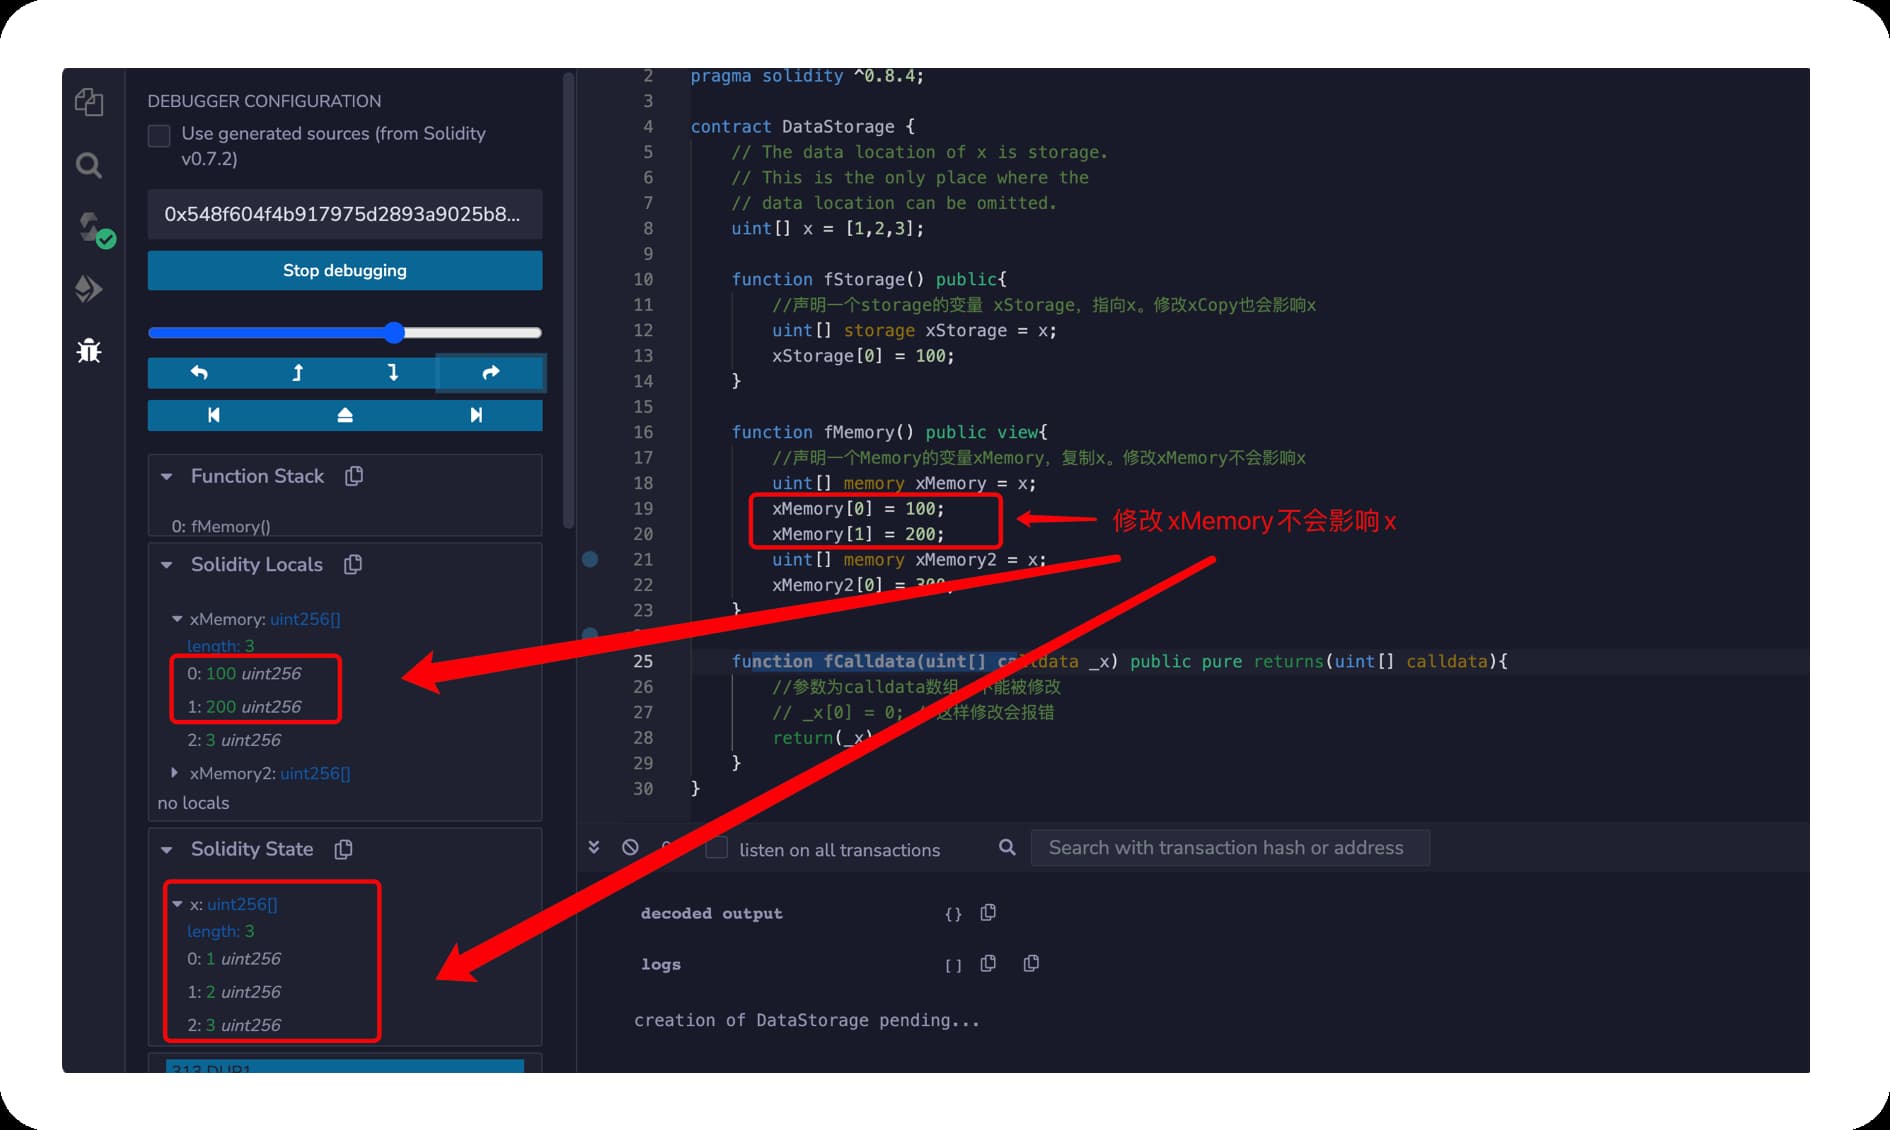 DEBUGGER CONFIGURATION
Use generated sources (from Solidity
v0.7.2)
0x548f604f4b917975d2893a9025b8...
Stop debugging
Function Stack
0: fMemory()
Solidity Locals
xMemory: uint256[]
length: 3
0: 100 uint256
1: 200 uint256
2: 3 uint256
xMemory2: uint256[]
no locals
Solidity State
x: uint256[]
length: 3
0: 1 uint256
1: 2 uint256
2: 3 uint256
313 DUP1
2 pragma solidity ^0.8.4;
3
4 contract DataStorage {
5 // The data location of x is storage.
6 // This is the only place where the
7 // data location can be omitted.
8 uint[] x = [1,2,3];
9
10 function fStorage() public{
11 //声明一个storage的变量 xStorage，指向x。修改xCopy也会影响x
12 uint[] storage xStorage = x;
13 xStorage[0] = 100;
14 }
15
16 function fMemory() public view{
17 //声明一个Memory的变量xMemory，复制x。修改xMemory不会影响x
18 uint[] memory xMemory = x;
19 xMemory[0] = 100;
20 xMemory[1] = 200;
修改xMemory不会影响x
21 uint[] memory xMemory2 = x;
22 xMemory2[0] = 300;
23 }
25 function fCalldata(uint[] calldata _x) public pure returns(uint[] calldata){
26 //参数为calldata数组，不能被修改
27 // _x[0] = 0; //这样修改会报错
28 return(_x)
29 }
30 }
listen on all transactions
Search with transaction hash or address
decoded output {}
logs []
creation of DataStorage pending...